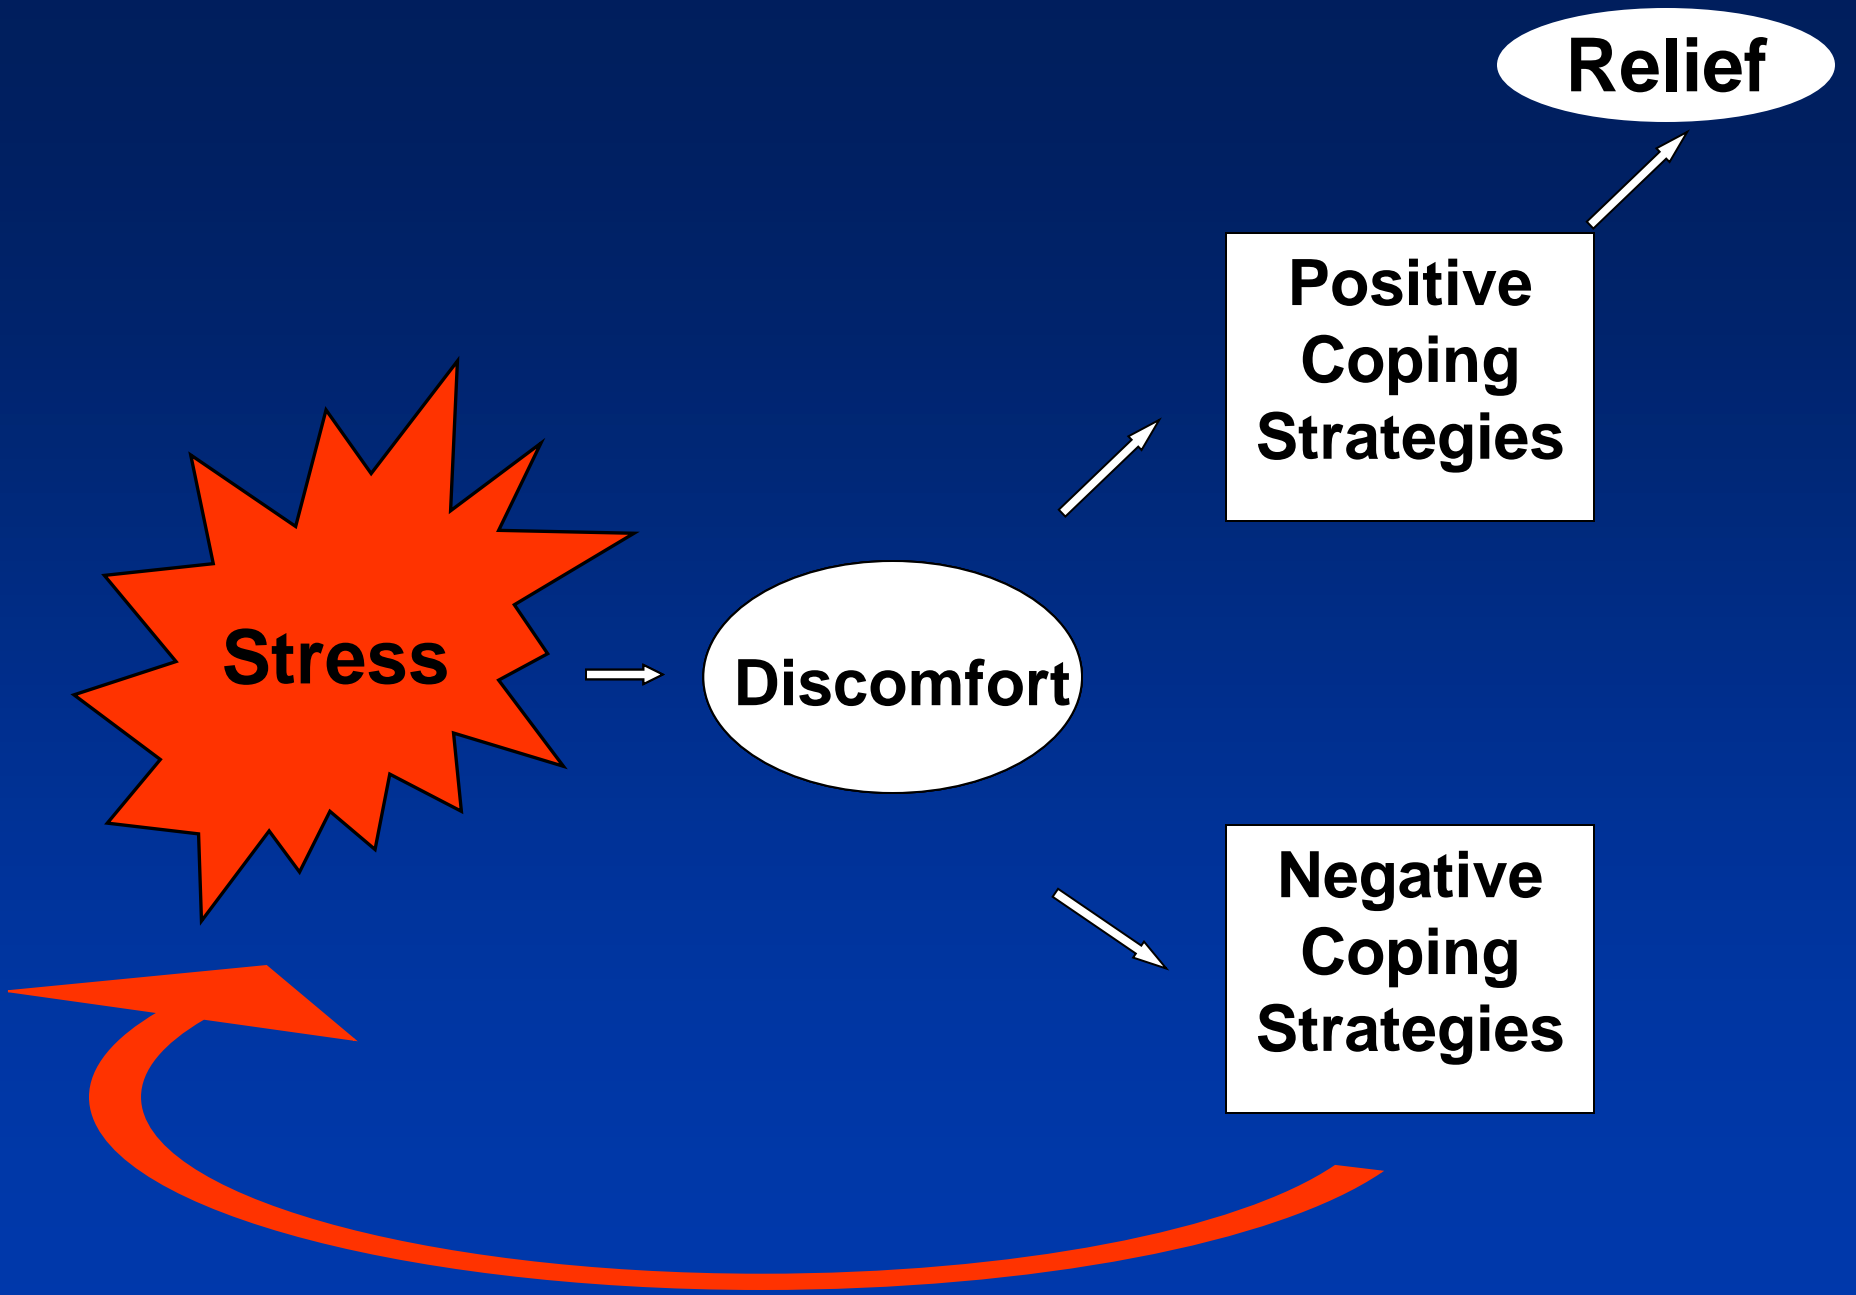 Relief
Positive
Coping
Strategies
Stress
Discomfort
Negative
Coping
Strategies